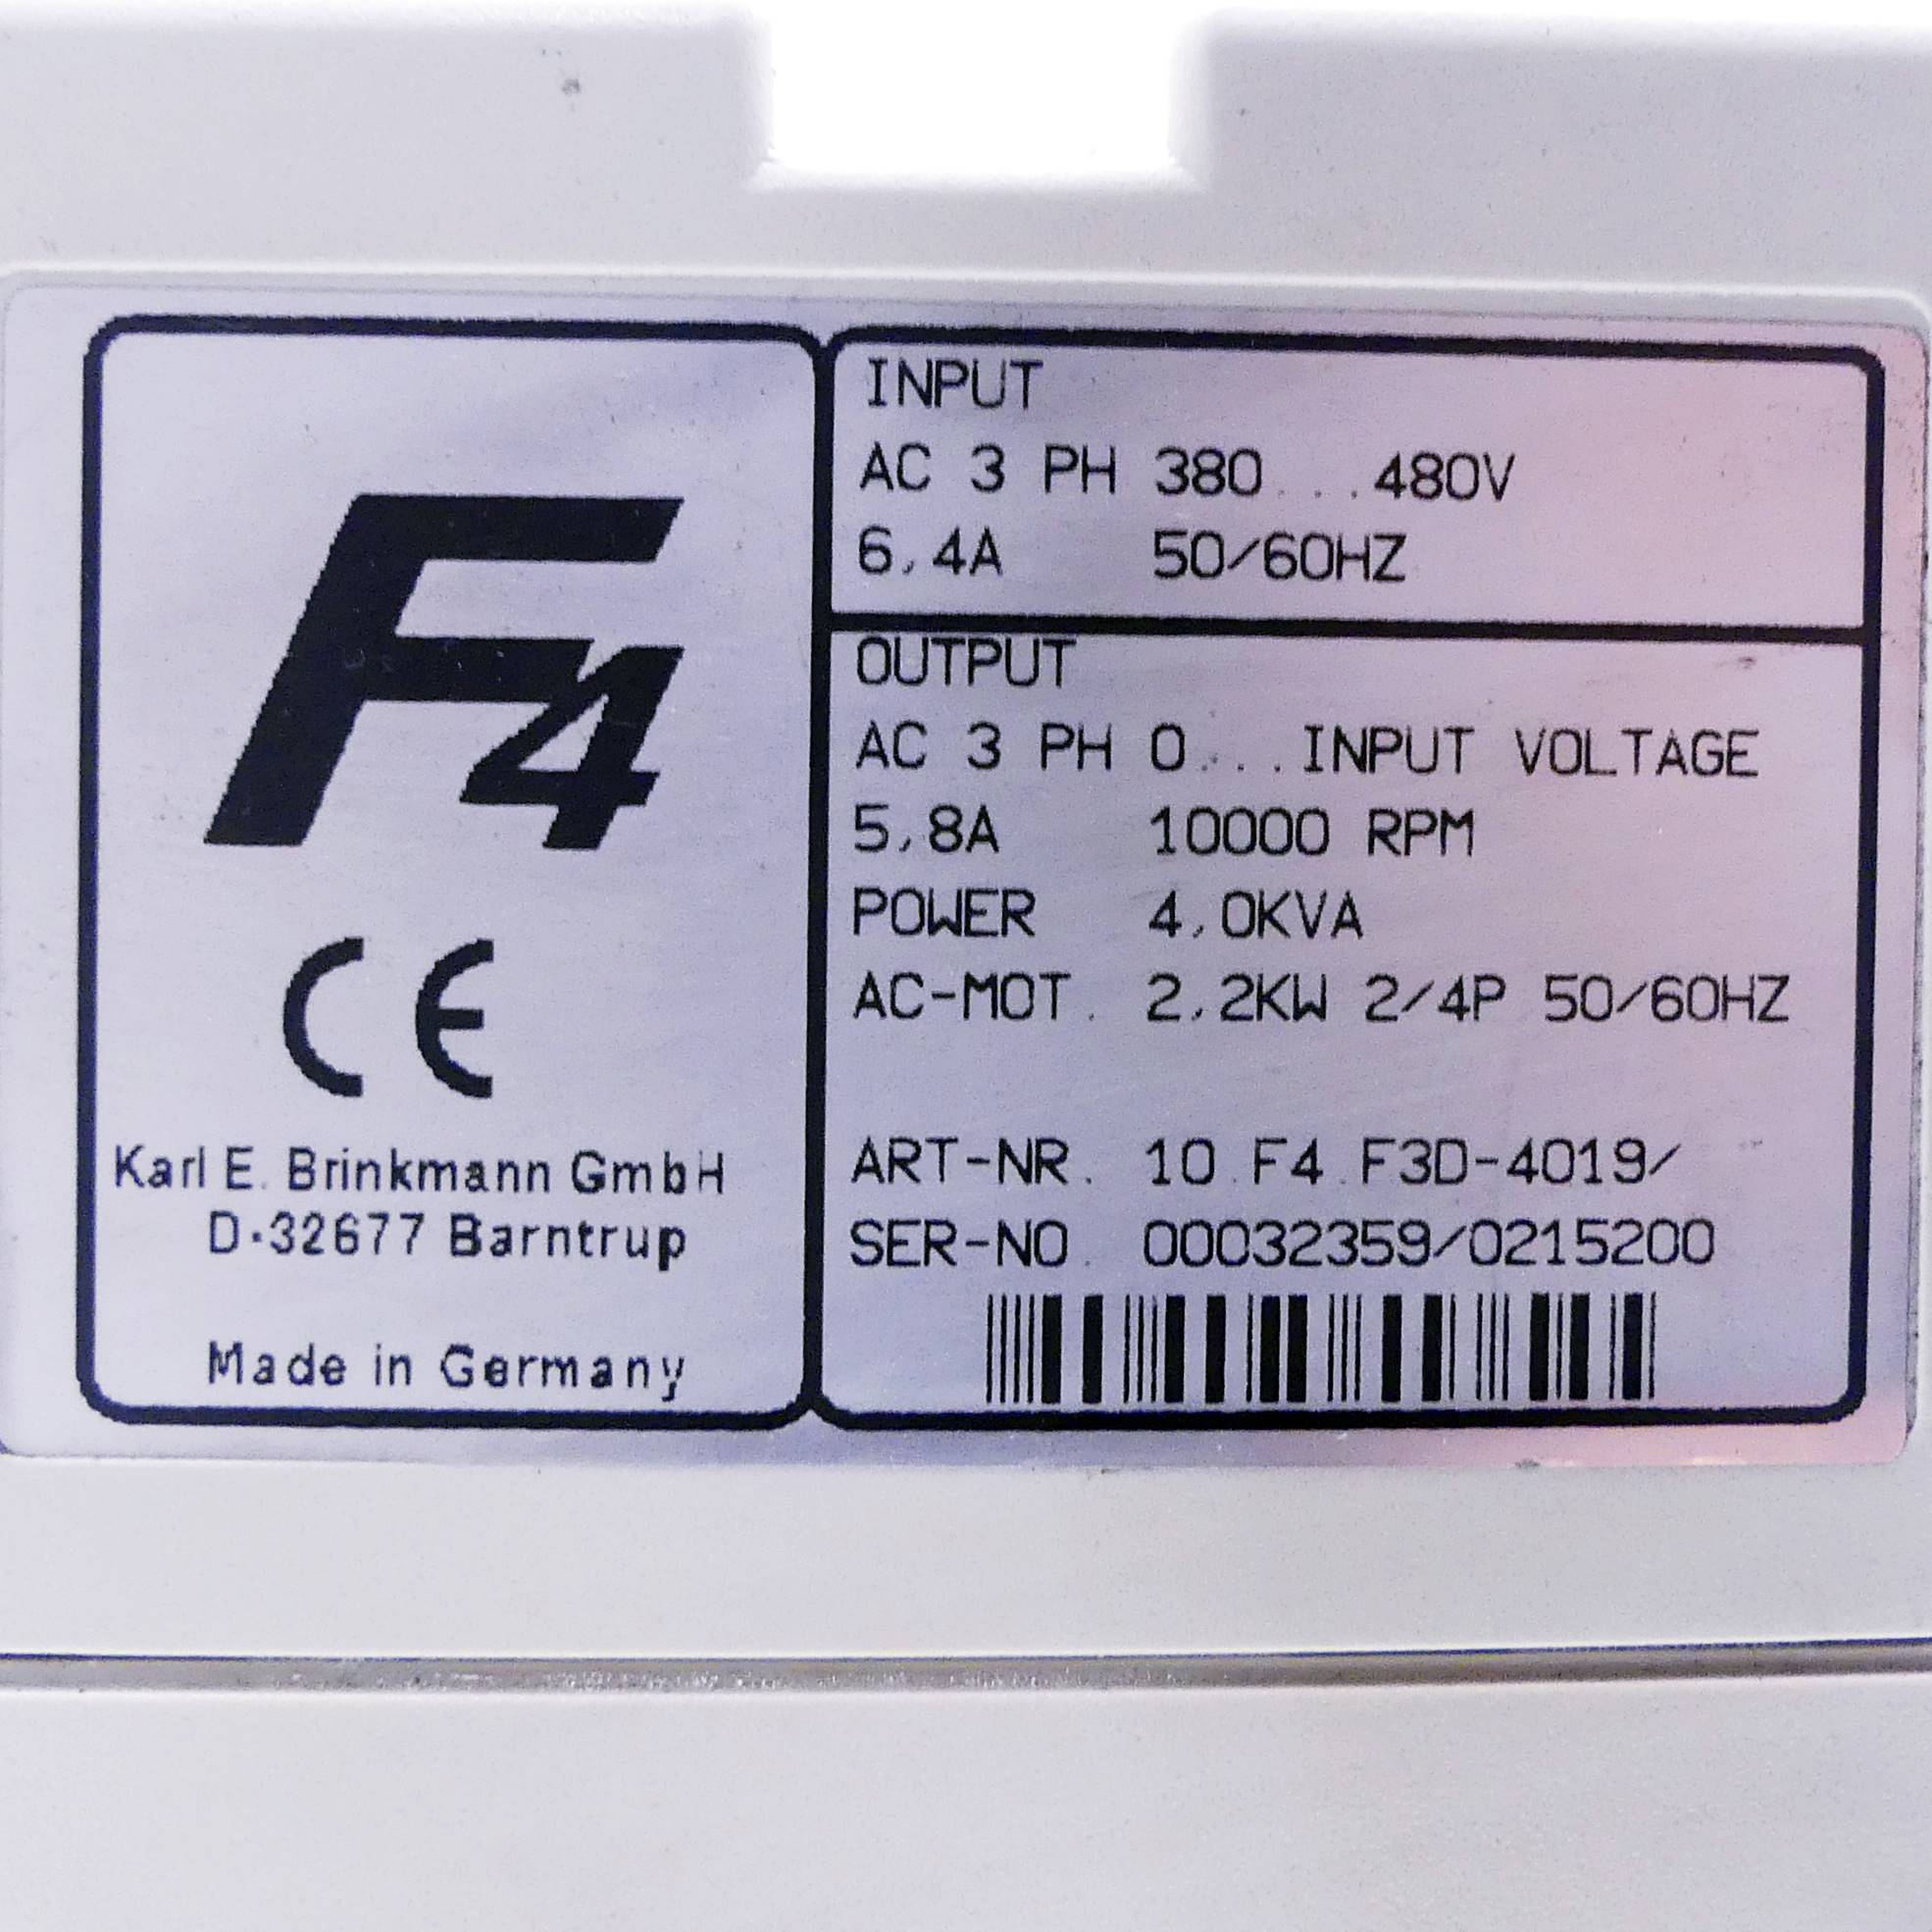 F4
CE
Karl E. Brinkmann GmbH
D-32677 Barntrup
Made in Germany
INPUT
AC 3 PH 380...480V
6,4A 50/60HZ
OUTPUT
AC 3 PH 0...INPUT VOLTAGE
5,8A 10000 RPM
POWER 4,0KVA
AC-MOT. 2,2KW 2/4P 50/60HZ
ART-NR. 10.F4.F3D-4019/
SER-NO. 00032359/0215200